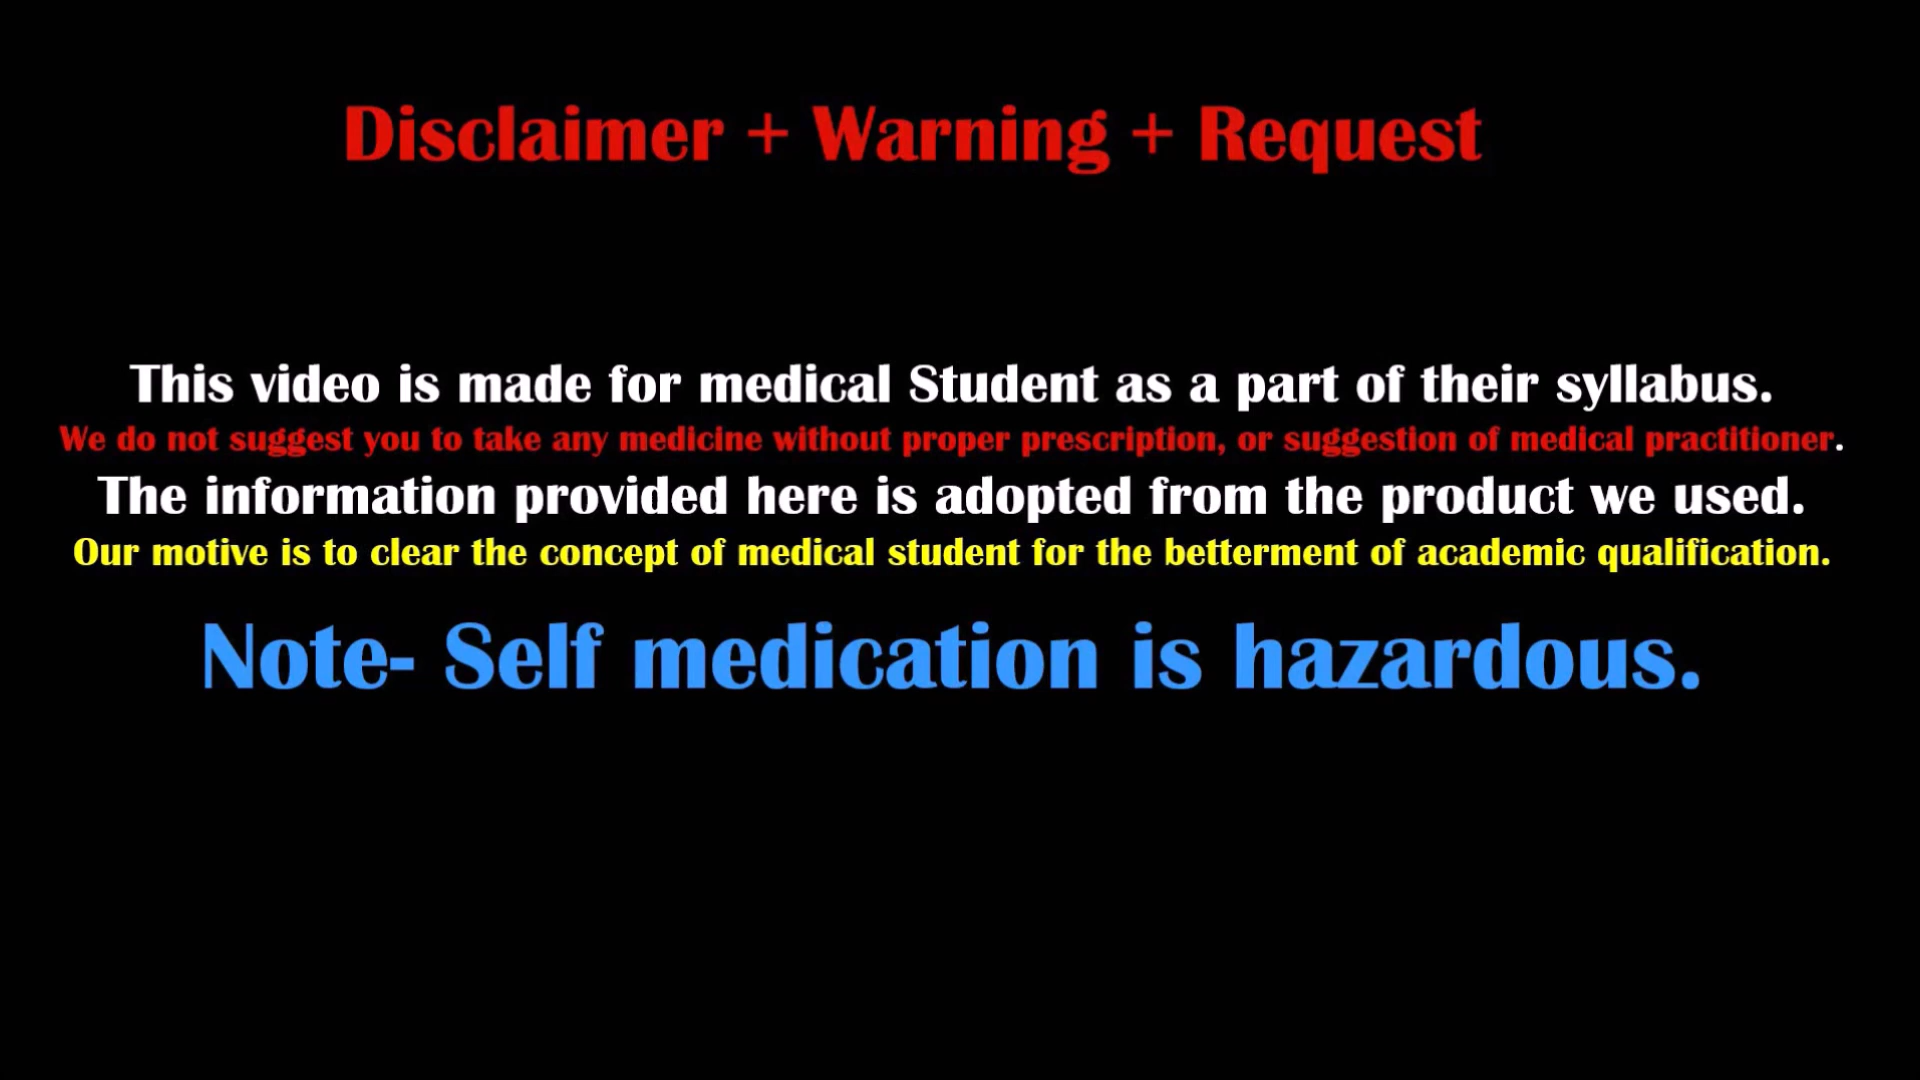 Disclaimer + Warning + Request
This video is made for medical Student as a part of their syllabus.
We do not suggest you to take any medicine without proper prescription, or suggestion of medical practitioner.
The information provided here is adopted from the product we used.
Our motive is to clear the concept of medical student for the betterment of academic qualification.
Note- Self medication is hazardous.